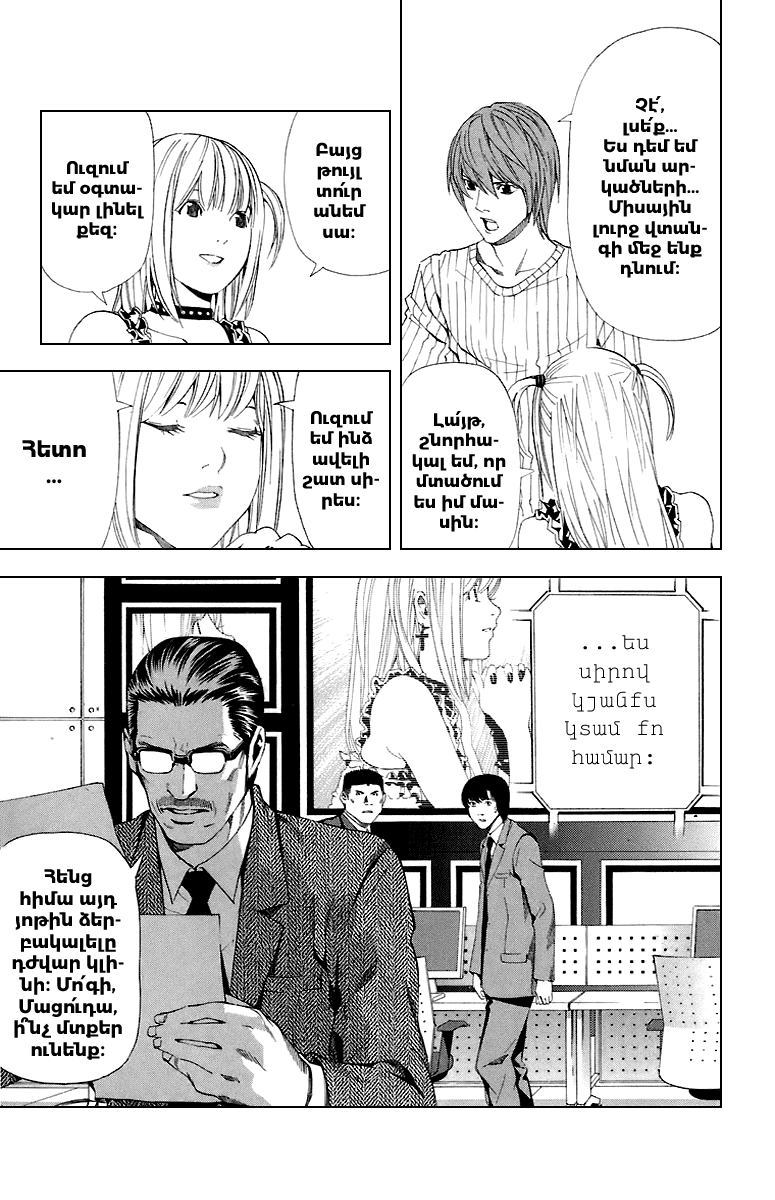 Չէ՛,
լսե՛ք...
Ես դեմ եմ
նման ար-
կածների...
Միսային
լուրջ վտան-
գի մեջ ենք
դնում:
Լա՛յթ,
շնորհա-
կալ եմ, որ
մտածում
ես իմ մա-
սին:
Բայց
թույլ
տո՛ւր
անեմ
սա:
Ուզում
եմ օգտա-
կար լինել
քեզ:
Ուզում
եմ ինձ
ավելի
շատ սի-
րես:
Հետո
...
...ես
սիրով
կյանքս
կտամ քո
համար:
Հենց
հիմա այդ
յոթին ձեր-
բակալելը
դժվար կլի-
նի: Մո՛գի,
Մացո՛ւդա,
ի՞նչ մտքեր
ունենք: